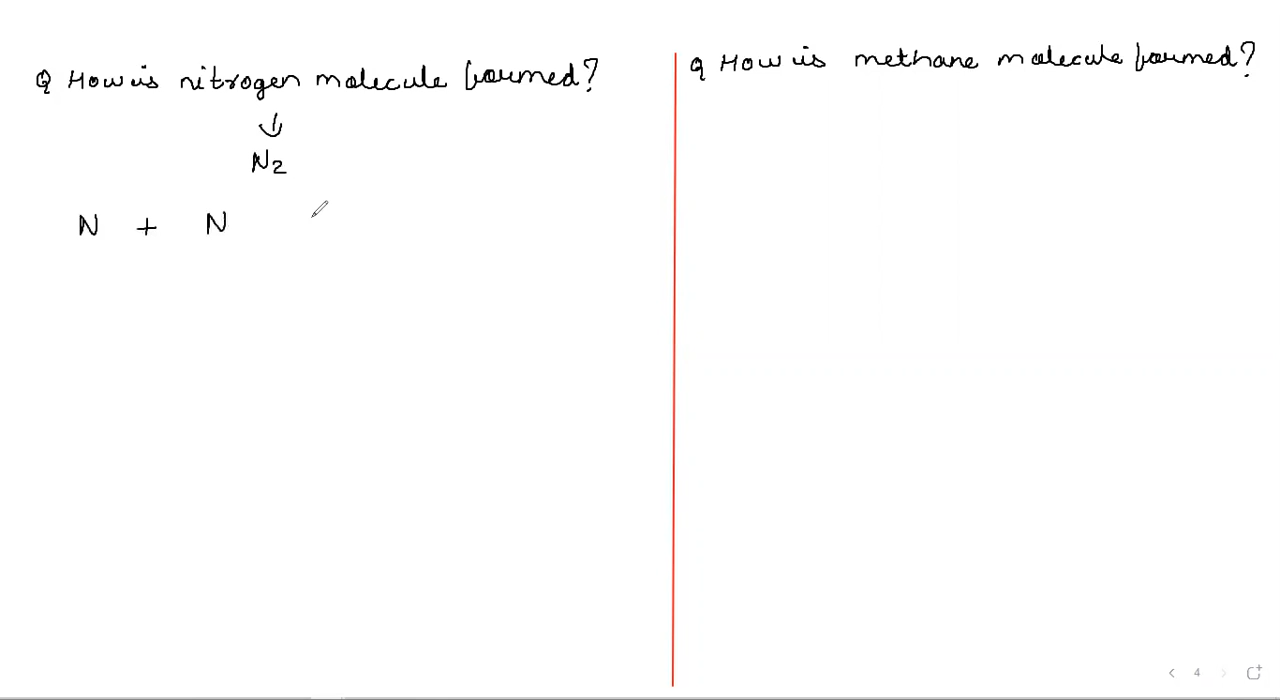 Q How is nitrogen molecule formed?
N2
N + N
Q How is methane molecule formed?
4